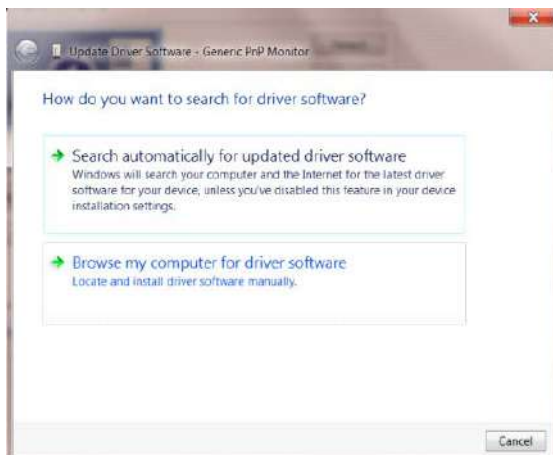 Update Driver Software - Generic PnP Monitor
How do you want to search for driver software?
Search automatically for updated driver software
Windows will search your computer and the Internet for the latest driver
software for your device, unless you've disabled this feature in your device
installation settings.
Browse my computer for driver software
Locate and install driver software manually.
Cancel